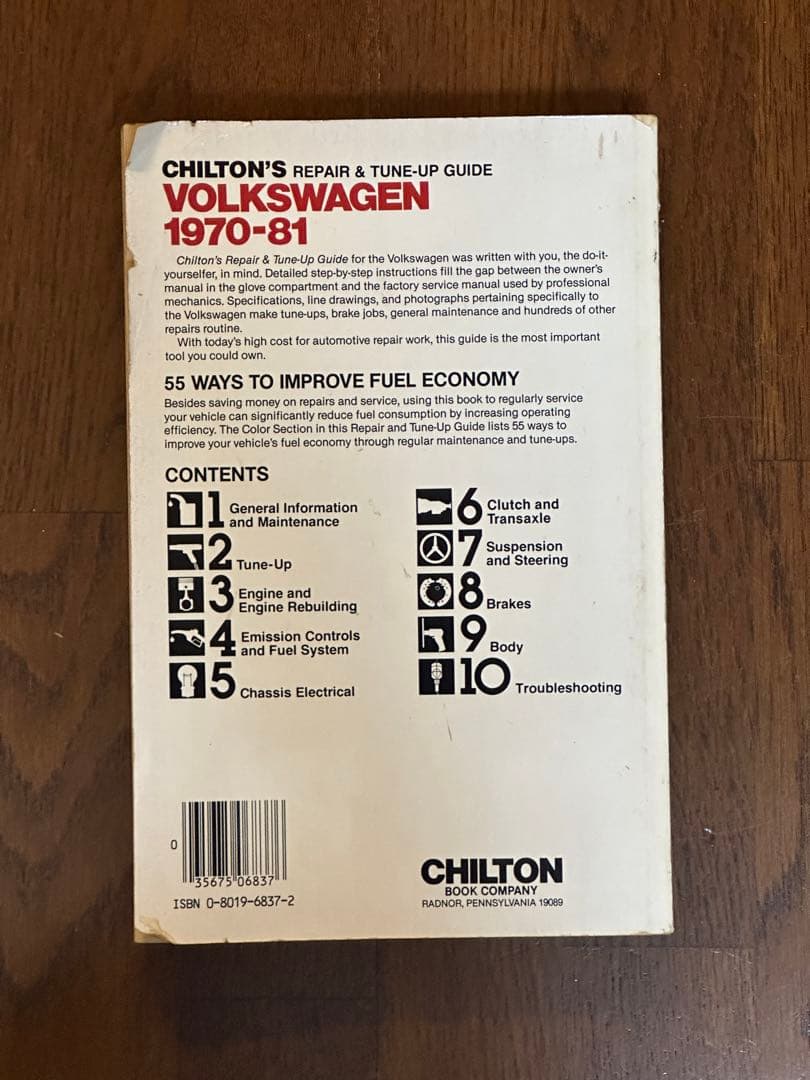 CHILTON'S REPAIR & TUNE-UP GUIDE
VOLKSWAGEN
1970-81
Chilton's Repair & Tune-Up Guide for the Volkswagen was written with you, the do-it-
yourselfer, in mind. Detailed step-by-step instructions fill the gap between the owner's
manual in the glove compartment and the factory service manual used by professional
mechanics. Specifications, line drawings, and photographs pertaining specifically to
the Volkswagen make tune-ups, brake jobs, general maintenance and hundreds of other
repairs routine.
With today's high cost for automotive repair work, this guide is the most important
tool you could own.
55 WAYS TO IMPROVE FUEL ECONOMY
Besides saving money on repairs and service, using this book to regularly service
your vehicle can significantly reduce fuel consumption by increasing operating
efficiency. The Color Section in this Repair and Tune-Up Guide lists 55 ways to
improve your vehicle's fuel economy through regular maintenance and tune-ups.
CONTENTS
1 General Information
and Maintenance
2 Tune-Up
3 Engine and
Engine Rebuilding
4 Emission Controls
and Fuel System
5 Chassis Electrical
6 Clutch and
Transaxle
7 Suspension
and Steering
8 Brakes
9 Body
10 Troubleshooting
0
35675 06837
ISBN 0-8019-6837-2
CHILTON
BOOK COMPANY
RADNOR, PENNSYLVANIA 19089